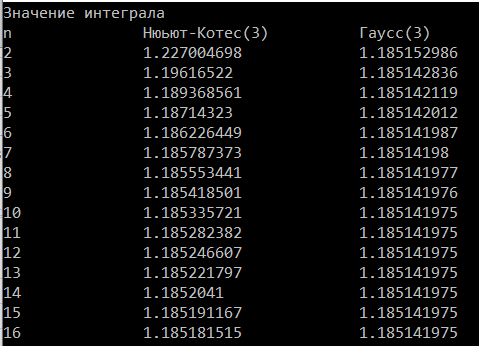 Значение интеграла
n Нюьют-Котес(3) Гаусс(3)
2 1.227004698 1.185152986
3 1.19616522 1.185142836
4 1.189368561 1.185142119
5 1.18714323 1.185142012
6 1.186226449 1.185141987
7 1.185787373 1.18514198
8 1.185553441 1.185141977
9 1.185418501 1.185141976
10 1.185335721 1.185141975
11 1.185282382 1.185141975
12 1.185246607 1.185141975
13 1.185221797 1.185141975
14 1.1852041 1.185141975
15 1.185191167 1.185141975
16 1.185181515 1.185141975